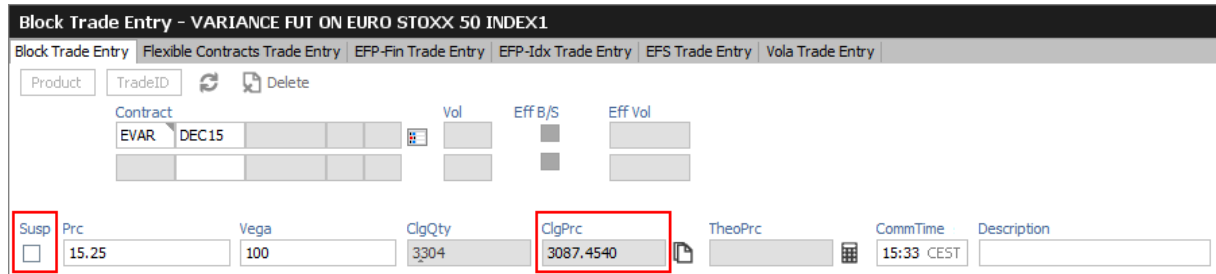 Block Trade Entry - VARIANCE FUT ON EURO STOXX 50 INDEX1
Block Trade Entry Flexible Contracts Trade Entry EFP-Fin Trade Entry EFP-Idx Trade Entry EFS Trade Entry Vola Trade Entry
Product TradeID Delete
Contract Vol Eff B/S Eff Vol
EVAR DEC15
Susp Prc Vega ClgQty ClgPrc TheoPrc CommTime Description
15.25 100 3304 3087.4540 15:33 CEST